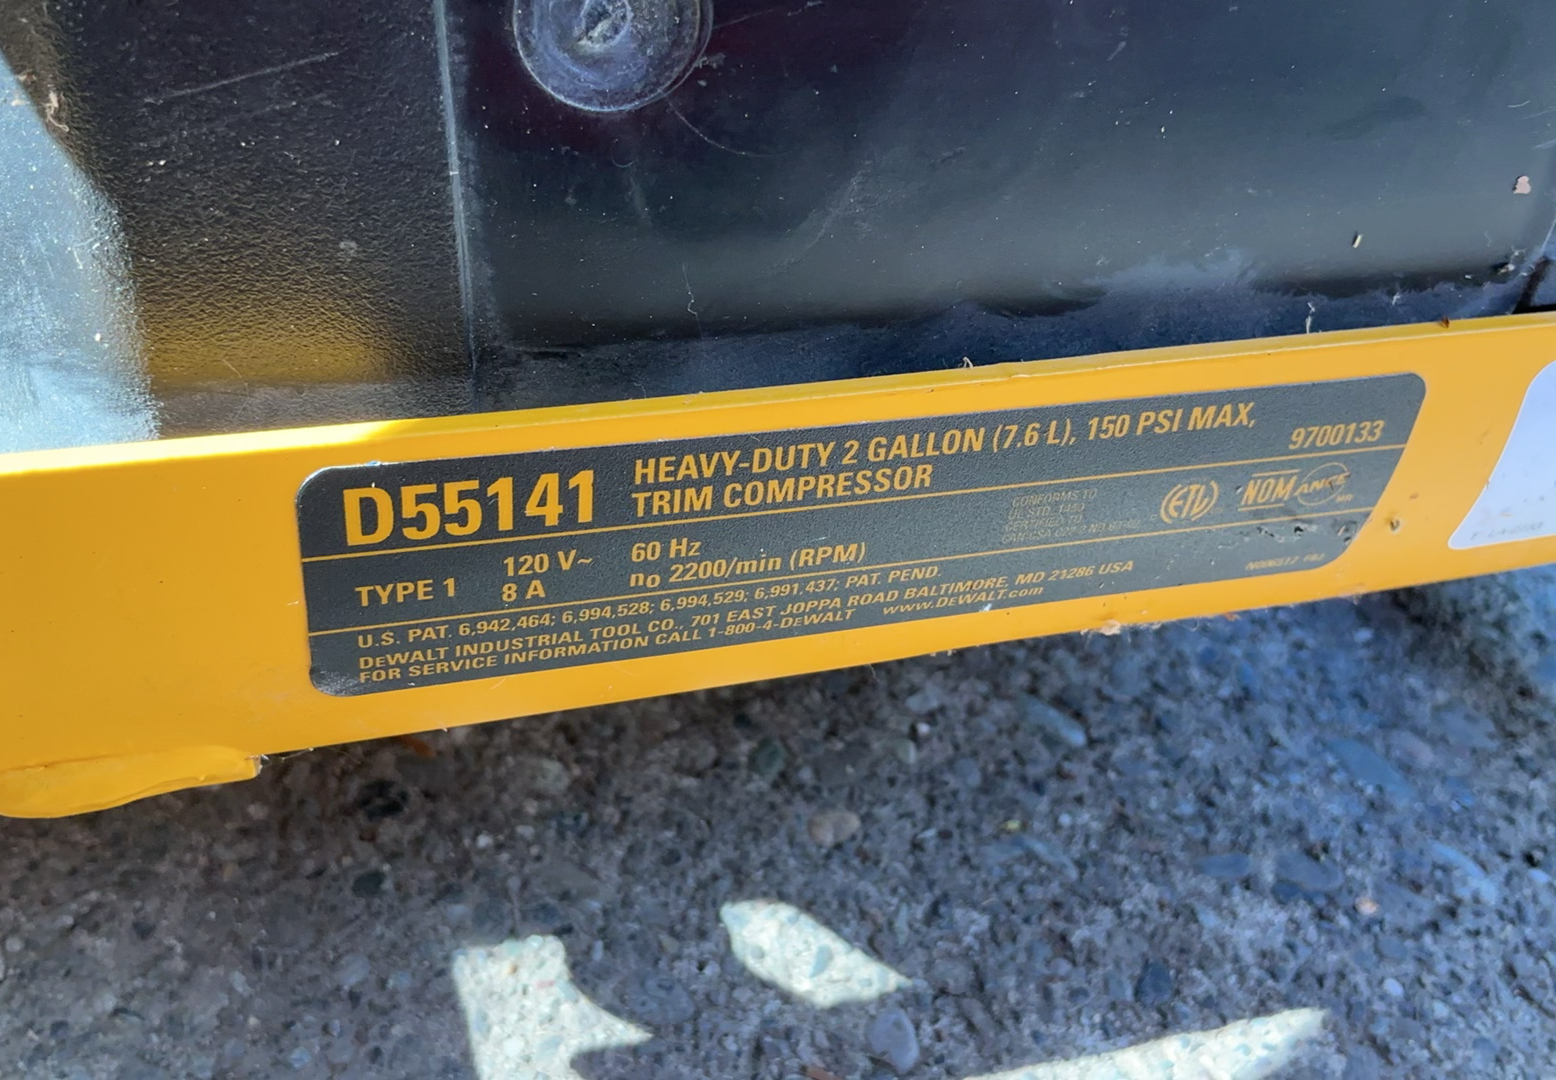 D55141
HEAVY-DUTY 2 GALLON (7.6 L), 150 PSI MAX,
TRIM COMPRESSOR
9700133
TYPE 1
120 V~
8 A
60 Hz
no 2200/min (RPM)
CONFORMS TO
ETL
NOM ANCE
U.S. PAT. 6,942,464; 6,994,528; 6,994,529; 6,991,437; PAT. PEND.
DEWALT INDUSTRIAL TOOL CO., 701 EAST JOPPA ROAD BALTIMORE, MD 21286 USA
FOR SERVICE INFORMATION CALL 1-800-4-DEWALT www.DEWALT.com